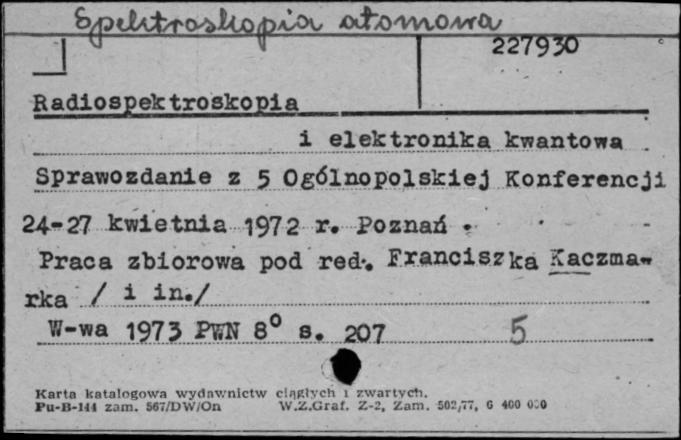 Spektroskopia atomowa
227930
Radiospektroskopia
i elektronika kwantowa
Sprawozdanie z 5 Ogólnopolskiej Konferencji
24-27 kwietnia 1972 r. Poznań.
Praca zbiorowa pod red. Franciszka Kaczma-
rka / i in./
W-wa 1973 PWN 8° s. 207 5
Karta katalogowa wydawnictw ciągłych i zwartych.
Pu-B-144 zam. 567/DW/On W.Z.Graf. Z-2, Zam. 502/77, G 400 000